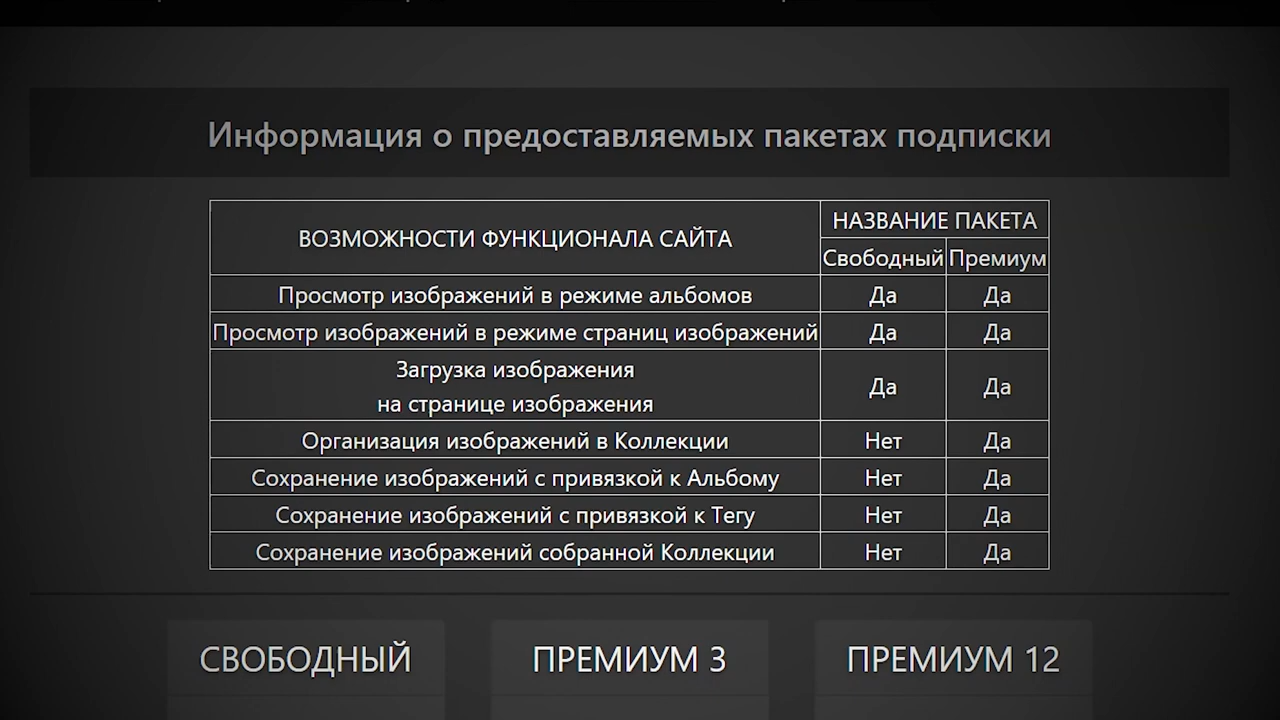 Информация о предоставляемых пакетах подписки
ВОЗМОЖНОСТИ ФУНКЦИОНАЛА САЙТА
НАЗВАНИЕ ПАКЕТА
Свободный Премиум
Просмотр изображений в режиме альбомов Да Да
Просмотр изображений в режиме страниц изображений Да Да
Загрузка изображения
на странице изображения Да Да
Организация изображений в Коллекции Нет Да
Сохранение изображений с привязкой к Альбому Нет Да
Сохранение изображений с привязкой к Тегу Нет Да
Сохранение изображений собранной Коллекции Нет Да
СВОБОДНЫЙ ПРЕМИУМ 3 ПРЕМИУМ 12